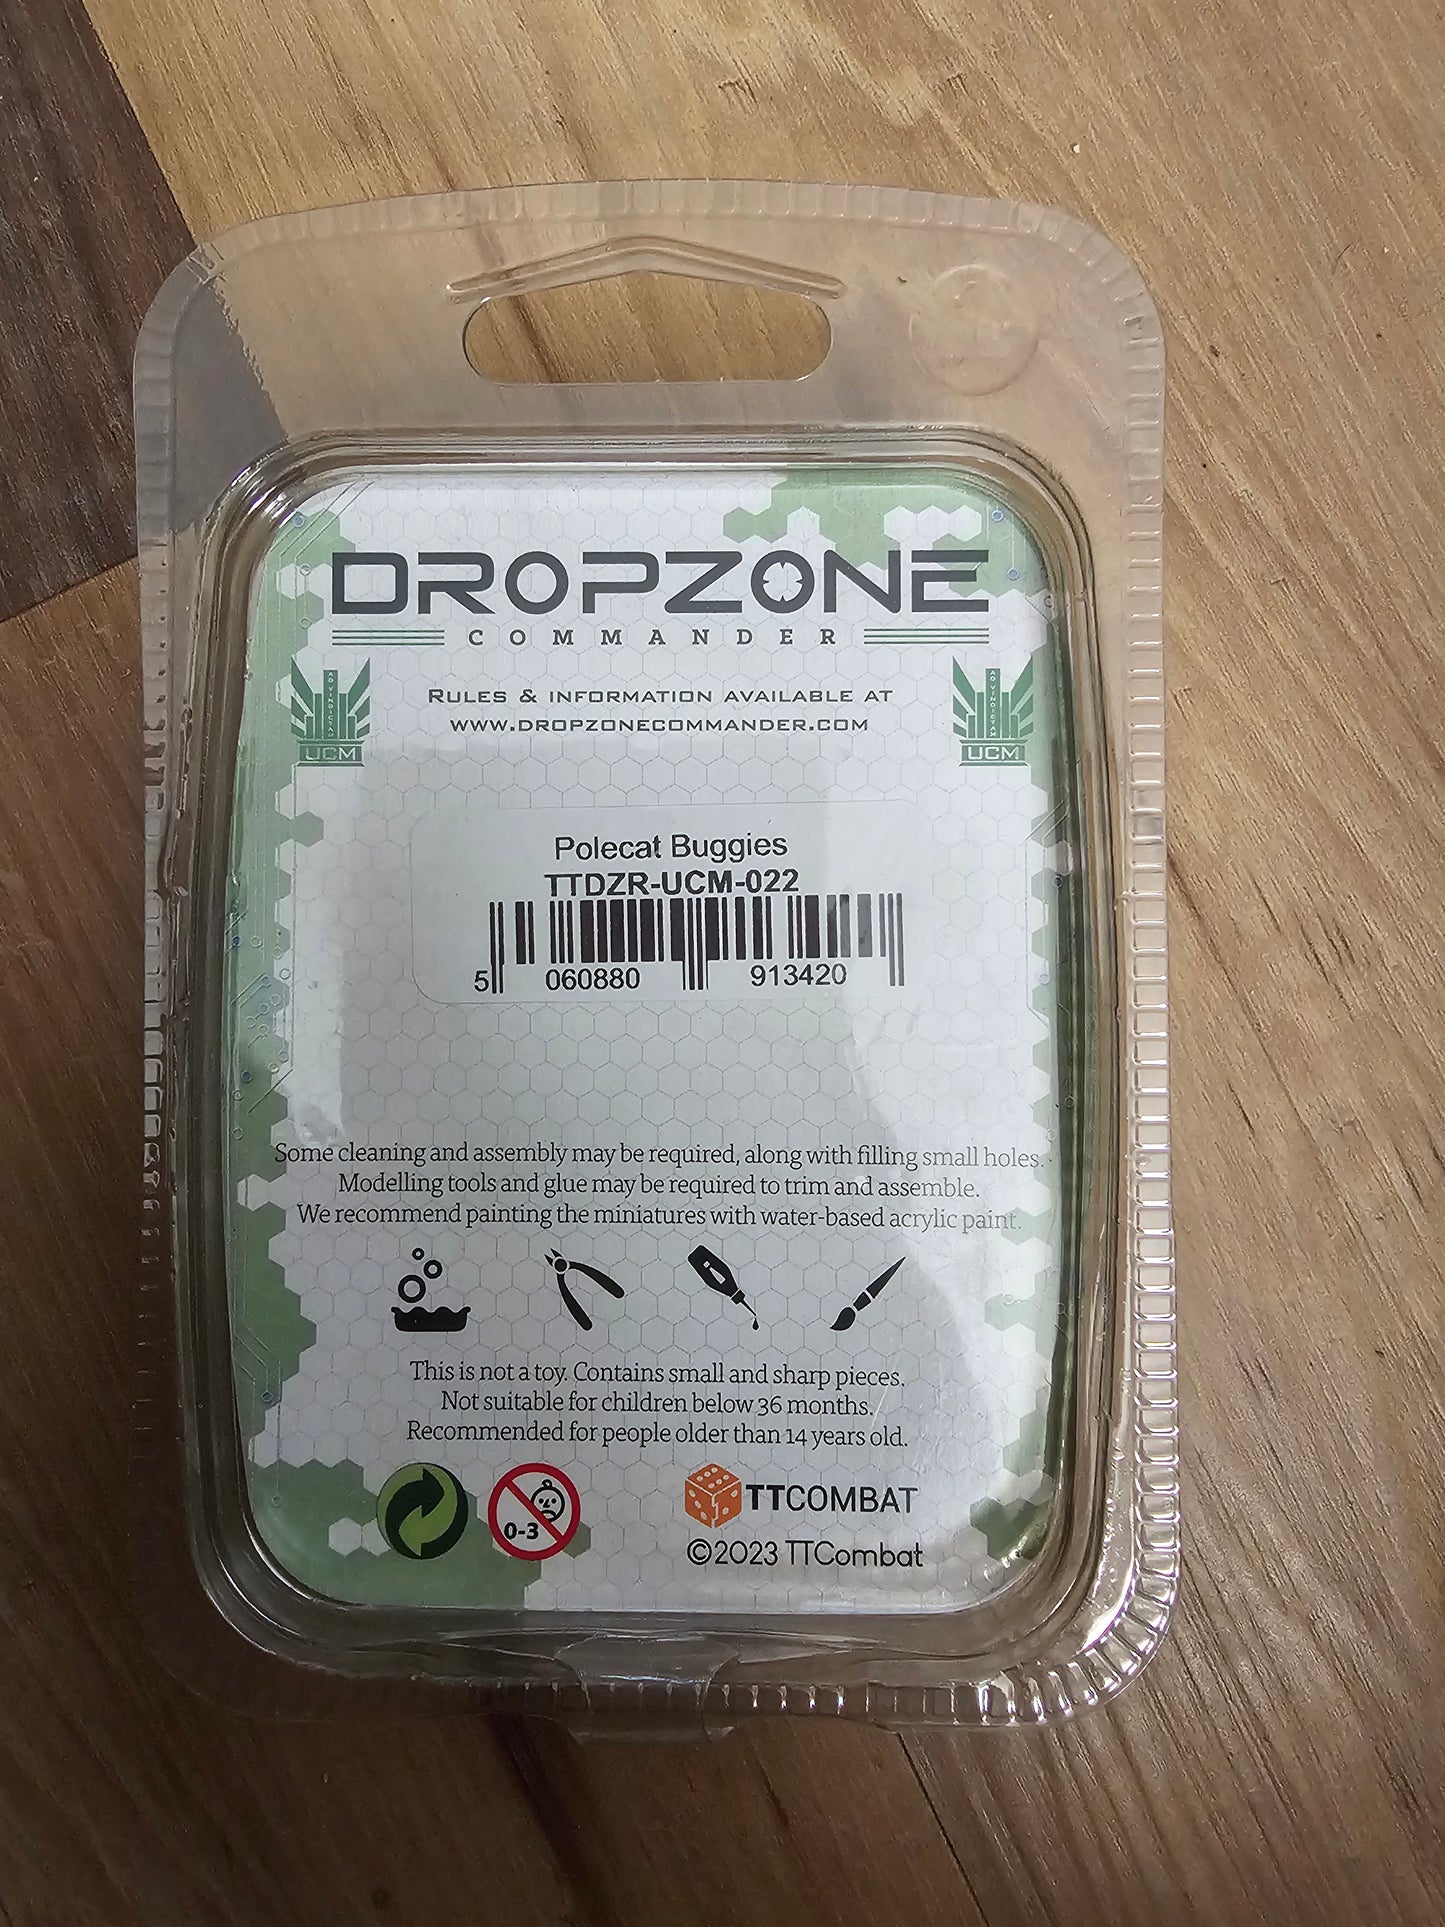 DROPZONE
COMMANDER
AD VINDICTAM
UCM
AD VINDICTAM
UCM
RULES & INFORMATION AVAILABLE AT
WWW.DROPZONECOMMANDER.COM
Polecat Buggies
TTDZR-UCM-022
5 060880 913420
Some cleaning and assembly may be required, along with filling small holes.
Modelling tools and glue may be required to trim and assemble.
We recommend painting the miniatures with water-based acrylic paint.
This is not a toy. Contains small and sharp pieces.
Not suitable for children below 36 months.
Recommended for people older than 14 years old.
0-3
TTCOMBAT
©2023 TTCombat